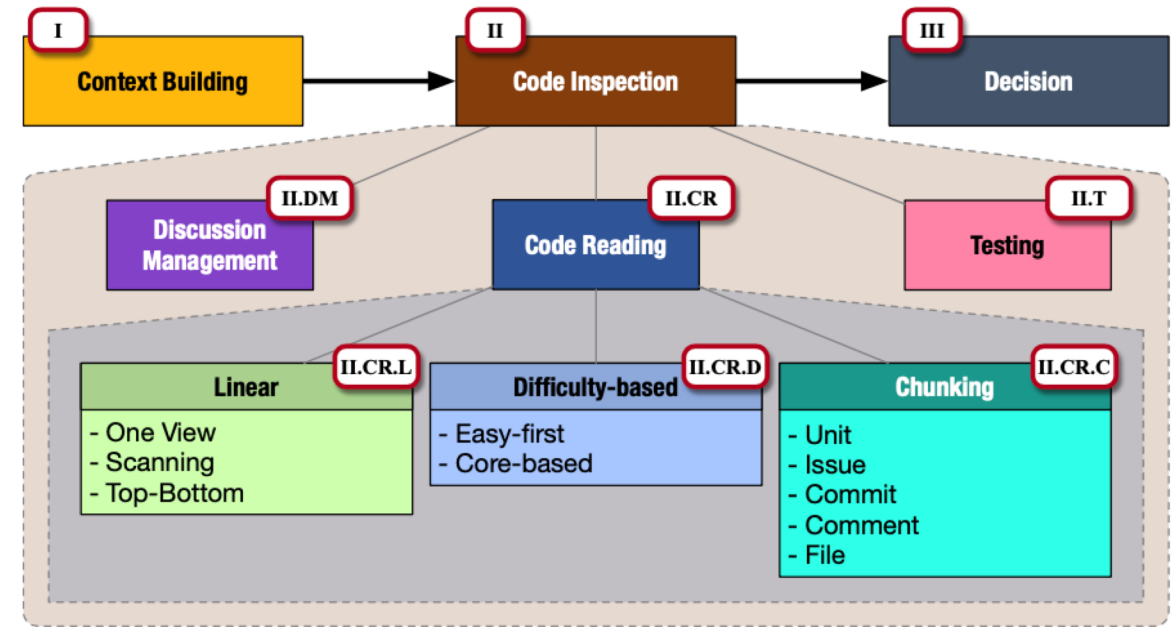 I
Context Building
II
Code Inspection
III
Decision
II.DM
Discussion
Management
II.CR
Code Reading
II.T
Testing
II.CR.L
Linear
- One View
- Scanning
- Top-Bottom
II.CR.D
Difficulty-based
- Easy-first
- Core-based
II.CR.C
Chunking
- Unit
- Issue
- Commit
- Comment
- File